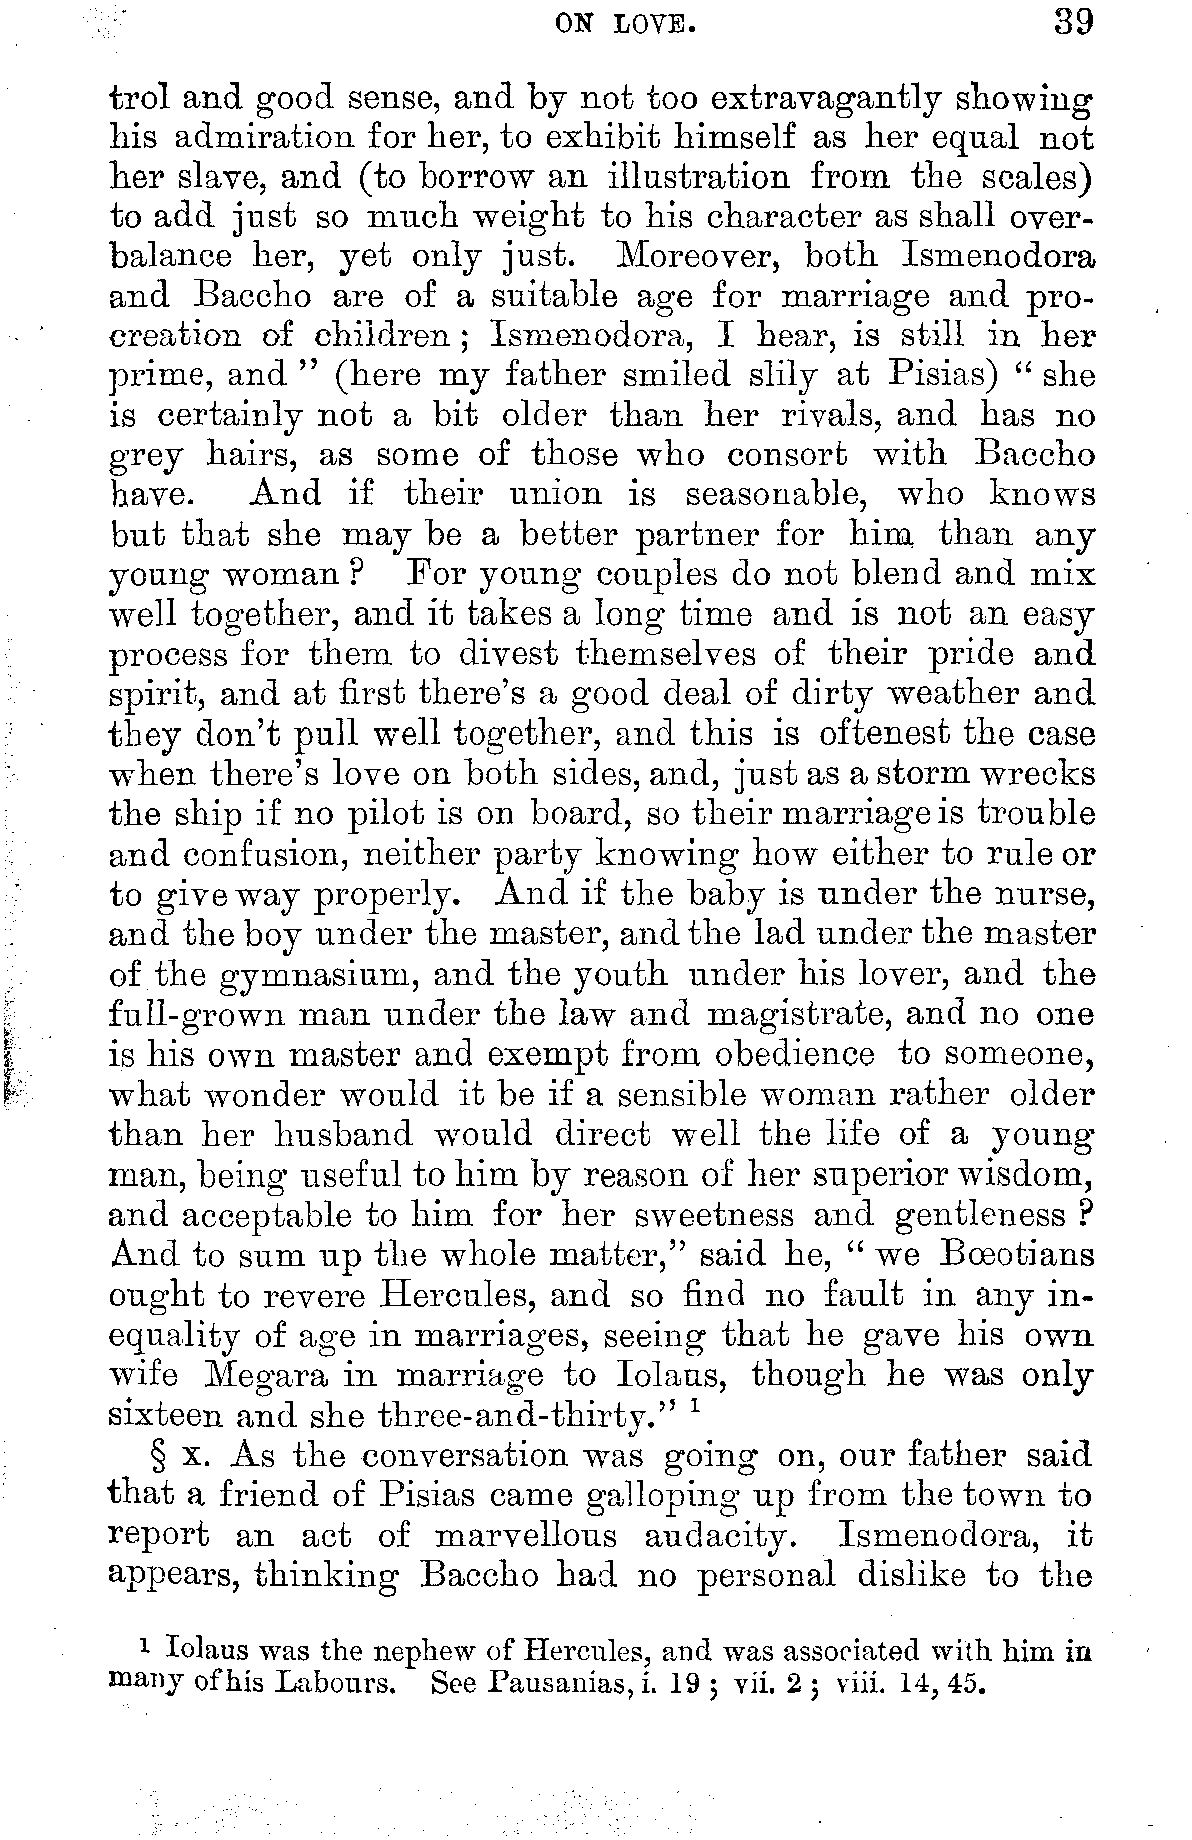 ON LOVE. 39
trol and good sense, and by not too extravagantly showing
his admiration for her, to exhibit himself as her equal not
her slave, and (to borrow an illustration from the scales)
to add just so much weight to his character as shall over-
balance her, yet only just. Moreover, both Ismenodora
and Baccho are of a suitable age for marriage and pro-
creation of children ; Ismenodora, I hear, is still in her
prime, and ” (here my father smiled slily at Pisias) “ she
is certainly not a bit older than her rivals, and has no
grey hairs, as some of those who consort with Baccho
have. And if their union is seasonable, who knows
but that she may be a better partner for him than any
young woman ? For young couples do not blend and mix
well together, and it takes a long time and is not an easy
process for them to divest themselves of their pride and
spirit, and at first there’s a good deal of dirty weather and
they don’t pull well together, and this is oftenest the case
when there’s love on both sides, and, just as a storm wrecks
the ship if no pilot is on board, so their marriage is trouble
and confusion, neither party knowing how either to rule or
to give way properly. And if the baby is under the nurse,
and the boy under the master, and the lad under the master
of the gymnasium, and the youth under his lover, and the
full-grown man under the law and magistrate, and no one
is his own master and exempt from obedience to someone,
what wonder would it be if a sensible woman rather older
than her husband would direct well the life of a young
man, being useful to him by reason of her superior wisdom,
and acceptable to him for her sweetness and gentleness ?
And to sum up the whole matter,” said he, “ we Bœotians
ought to revere Hercules, and so find no fault in any in-
equality of age in marriages, seeing that he gave his own
wife Megara in marriage to Iolaus, though he was only
sixteen and she three-and-thirty.” ¹
§ X. As the conversation was going on, our father said
that a friend of Pisias came galloping up from the town to
report an act of marvellous audacity. Ismenodora, it
appears, thinking Baccho had no personal dislike to the
¹ Iolaus was the nephew of Hercules, and was associated with him in
many of his Labours. See Pausanias, i. 19 ; vii. 2 ; viii. 14, 45.